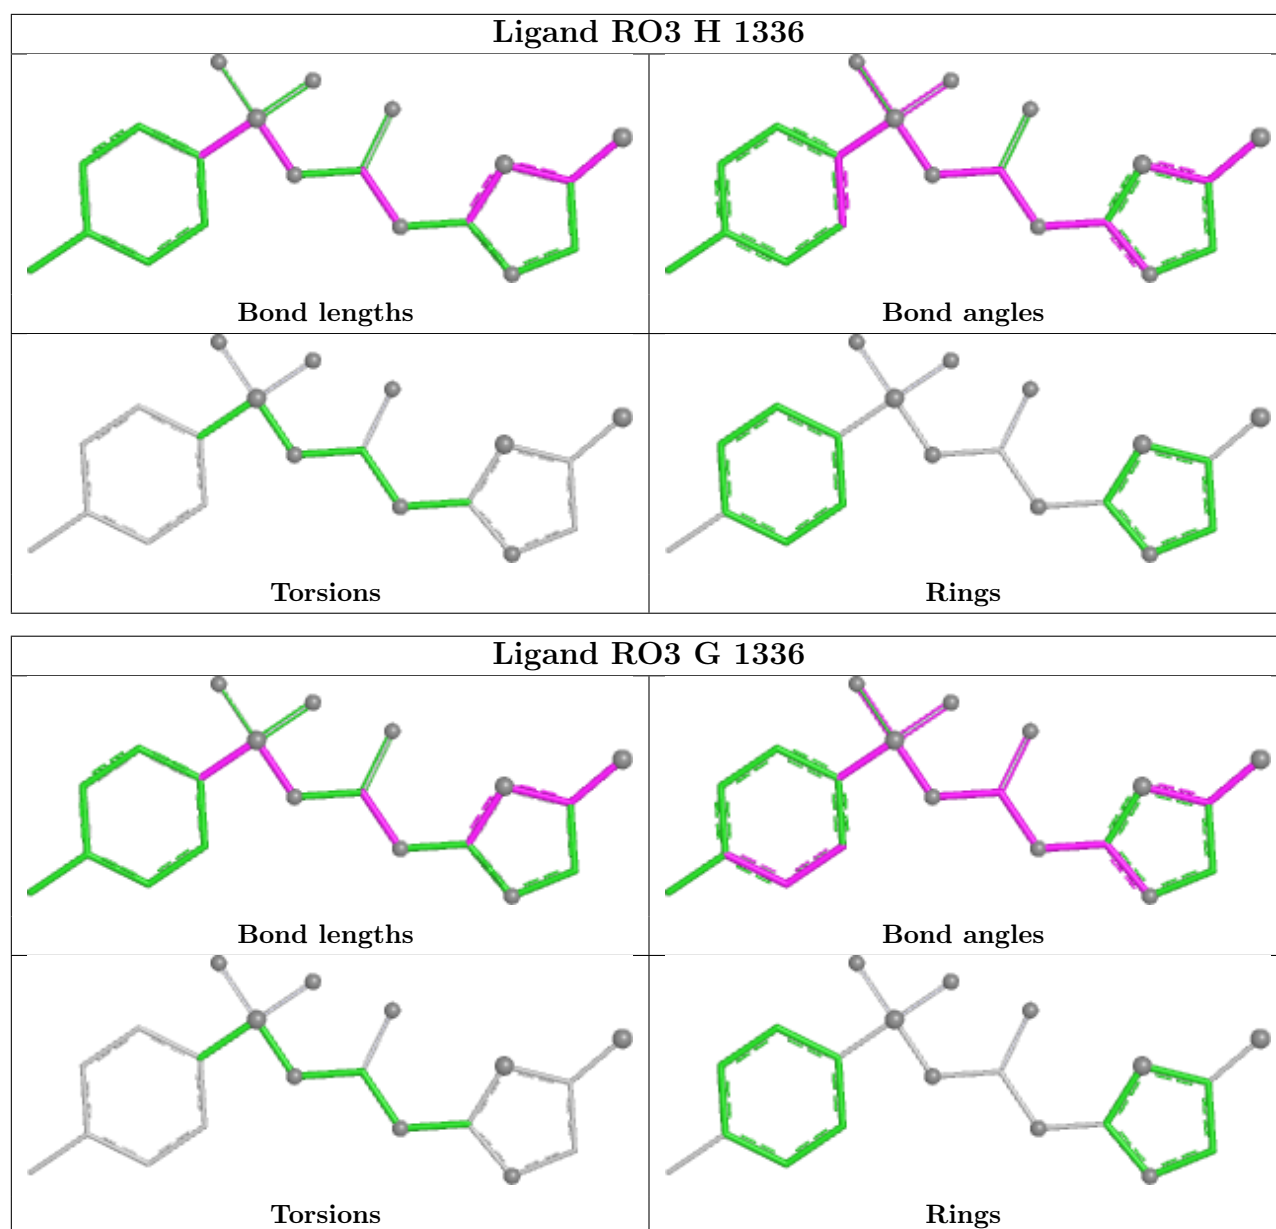 Ligand RO3 H 1336
Bond lengths
Bond angles
Torsions
Rings
Ligand RO3 G 1336
Bond lengths
Bond angles
Torsions
Rings